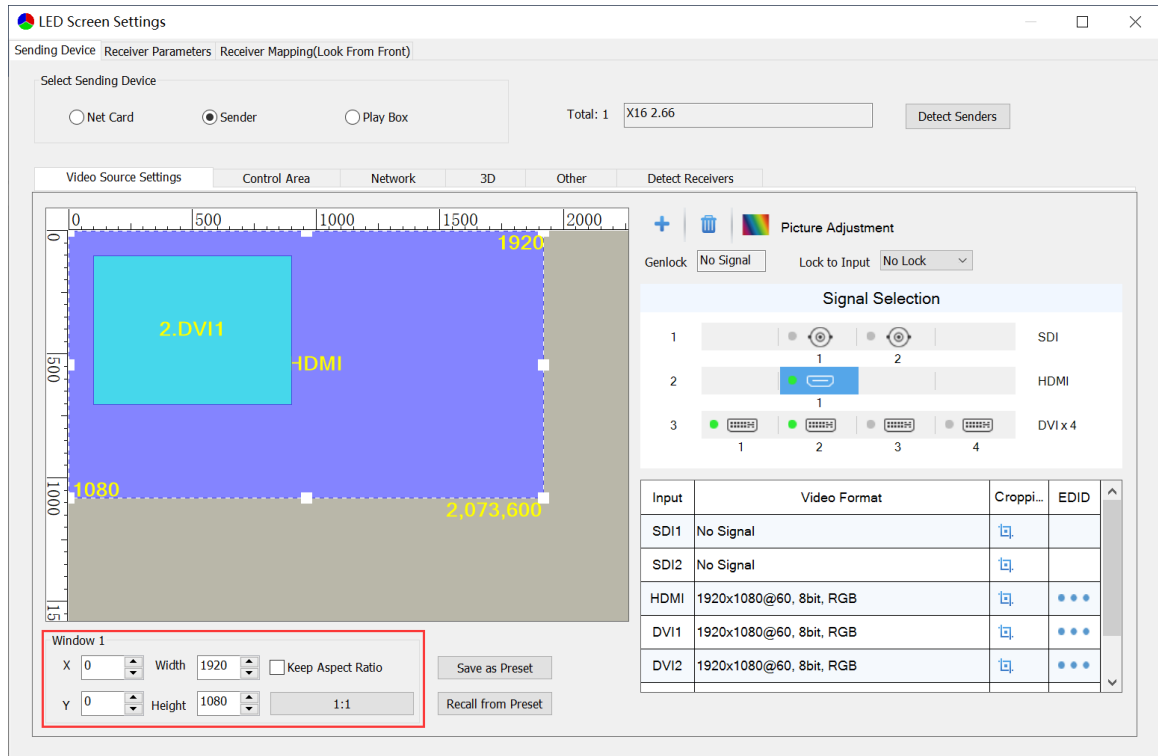 LED Screen Settings
Sending Device Receiver Parameters Receiver Mapping(Look From Front)
Select Sending Device
Net Card Sender Play Box
Total: 1 X16 2.66 Detect Senders
Video Source Settings Control Area Network 3D Other Detect Receivers
0 500 1000 1500 2000
0
500
1000
15
1920
2.DVI1
HDMI
1080
2,073,600
Picture Adjustment
Genlock No Signal Lock to Input No Lock
Signal Selection
1 SDI
1 2
2 HDMI
1
3 DVI x 4
1 2 3 4
Input Video Format Croppi... EDID
SDI1 No Signal
SDI2 No Signal
HDMI 1920x1080@60, 8bit, RGB
DVI1 1920x1080@60, 8bit, RGB
DVI2 1920x1080@60, 8bit, RGB
Window 1
X 0 Width 1920 Keep Aspect Ratio
Y 0 Height 1080 1:1
Save as Preset
Recall from Preset